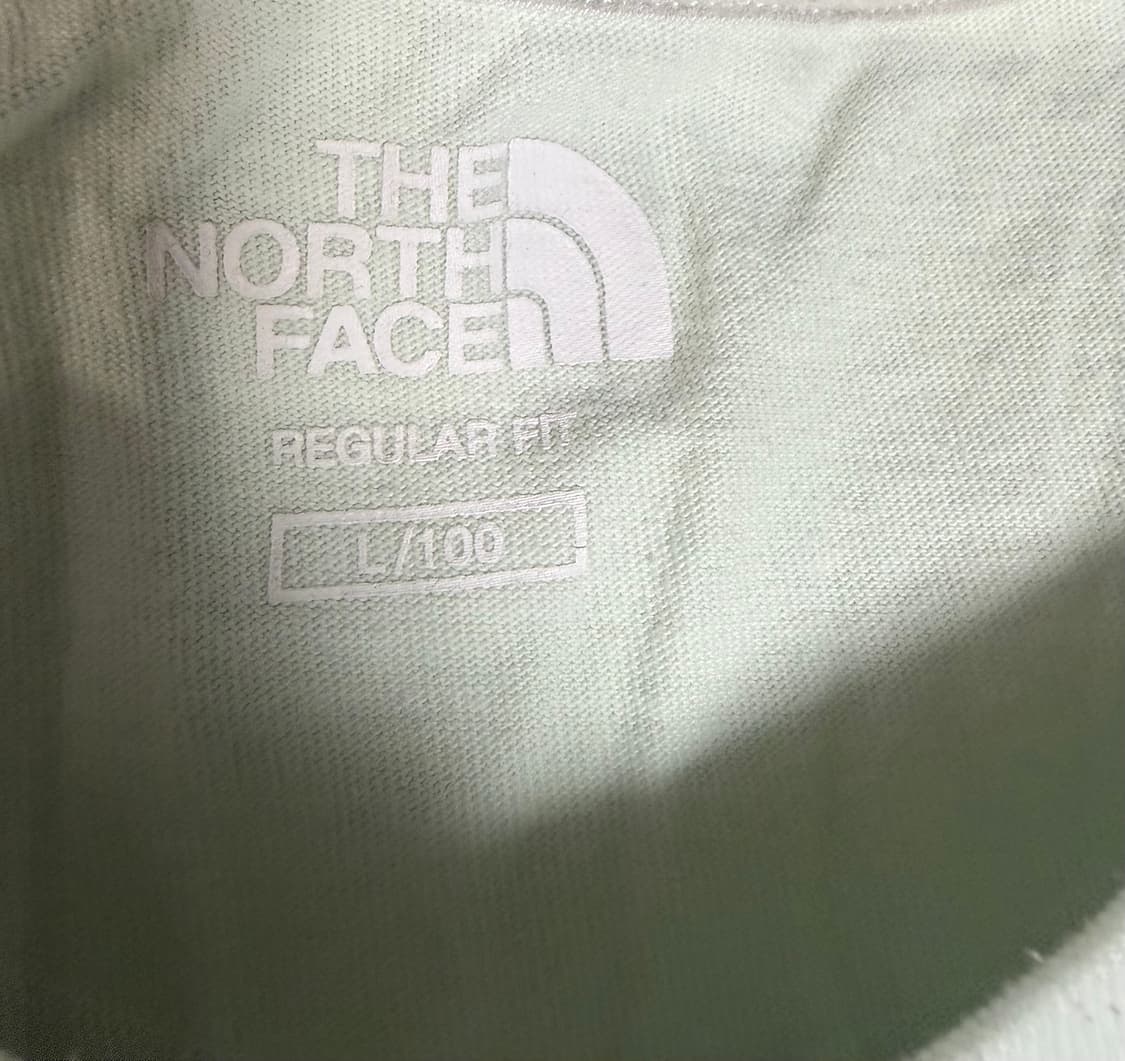 THE
NORTH
FACE
REGULAR FIT
L/100